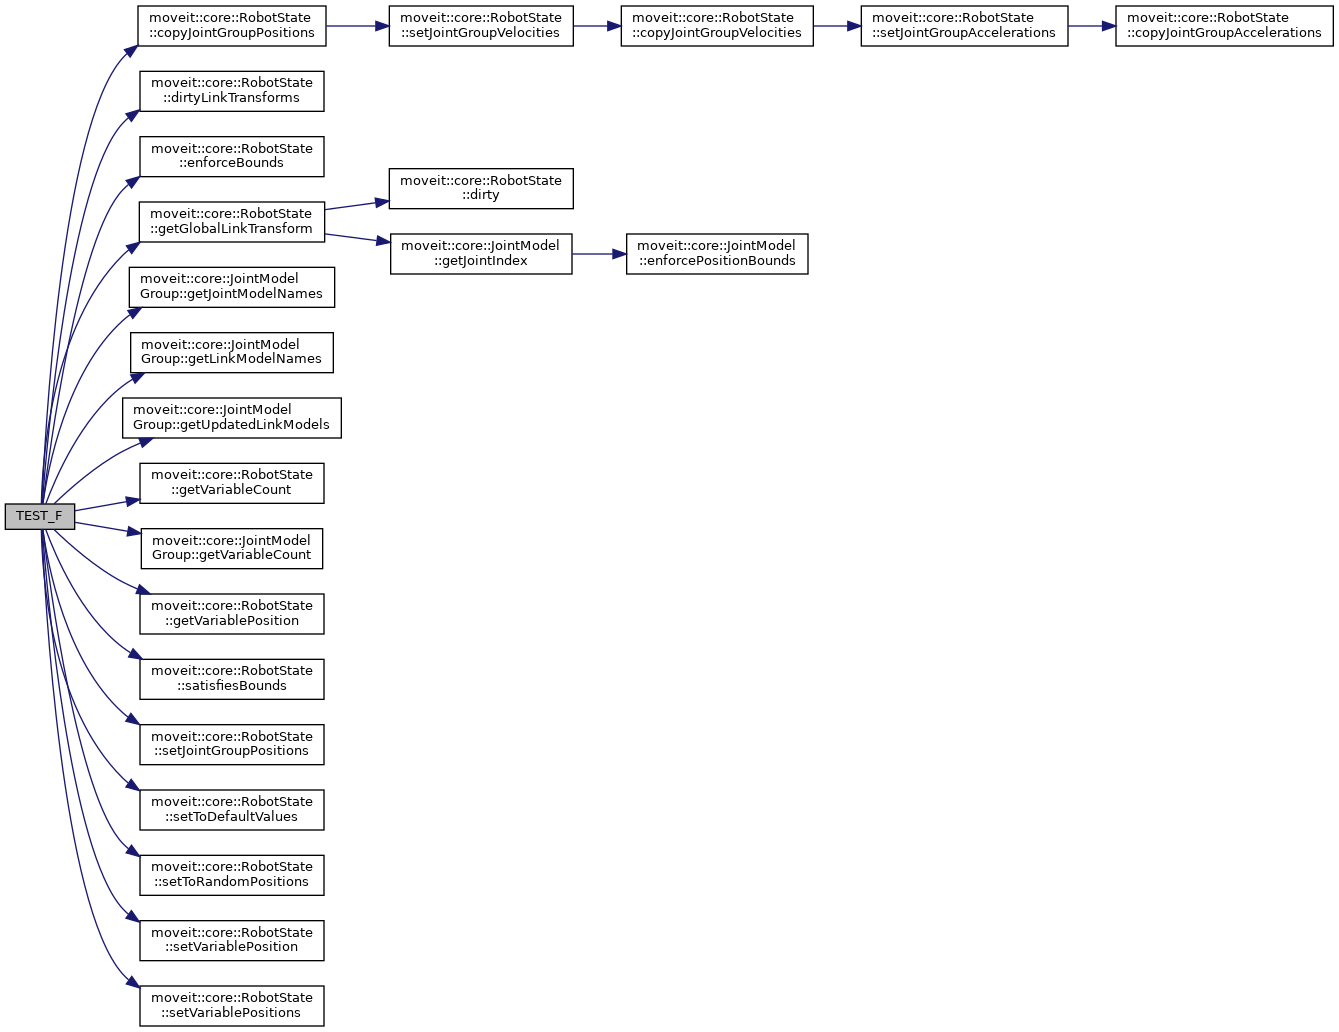 moveit::core::RobotState
::copyJointGroupPositions
moveit::core::RobotState
::setJointGroupVelocities
moveit::core::RobotState
::copyJointGroupVelocities
moveit::core::RobotState
::setJointGroupAccelerations
moveit::core::RobotState
::copyJointGroupAccelerations
moveit::core::RobotState
::dirtyLinkTransforms
moveit::core::RobotState
::enforceBounds
moveit::core::RobotState
::getGlobalLinkTransform
moveit::core::RobotState
::dirty
moveit::core::JointModel
::getJointIndex
moveit::core::JointModel
::enforcePositionBounds
moveit::core::JointModel
Group::getJointModelNames
moveit::core::JointModel
Group::getLinkModelNames
moveit::core::JointModel
Group::getUpdatedLinkModels
moveit::core::RobotState
::getVariableCount
TEST_F
moveit::core::JointModel
Group::getVariableCount
moveit::core::RobotState
::getVariablePosition
moveit::core::RobotState
::satisfiesBounds
moveit::core::RobotState
::setJointGroupPositions
moveit::core::RobotState
::setToDefaultValues
moveit::core::RobotState
::setToRandomPositions
moveit::core::RobotState
::setVariablePosition
moveit::core::RobotState
::setVariablePositions